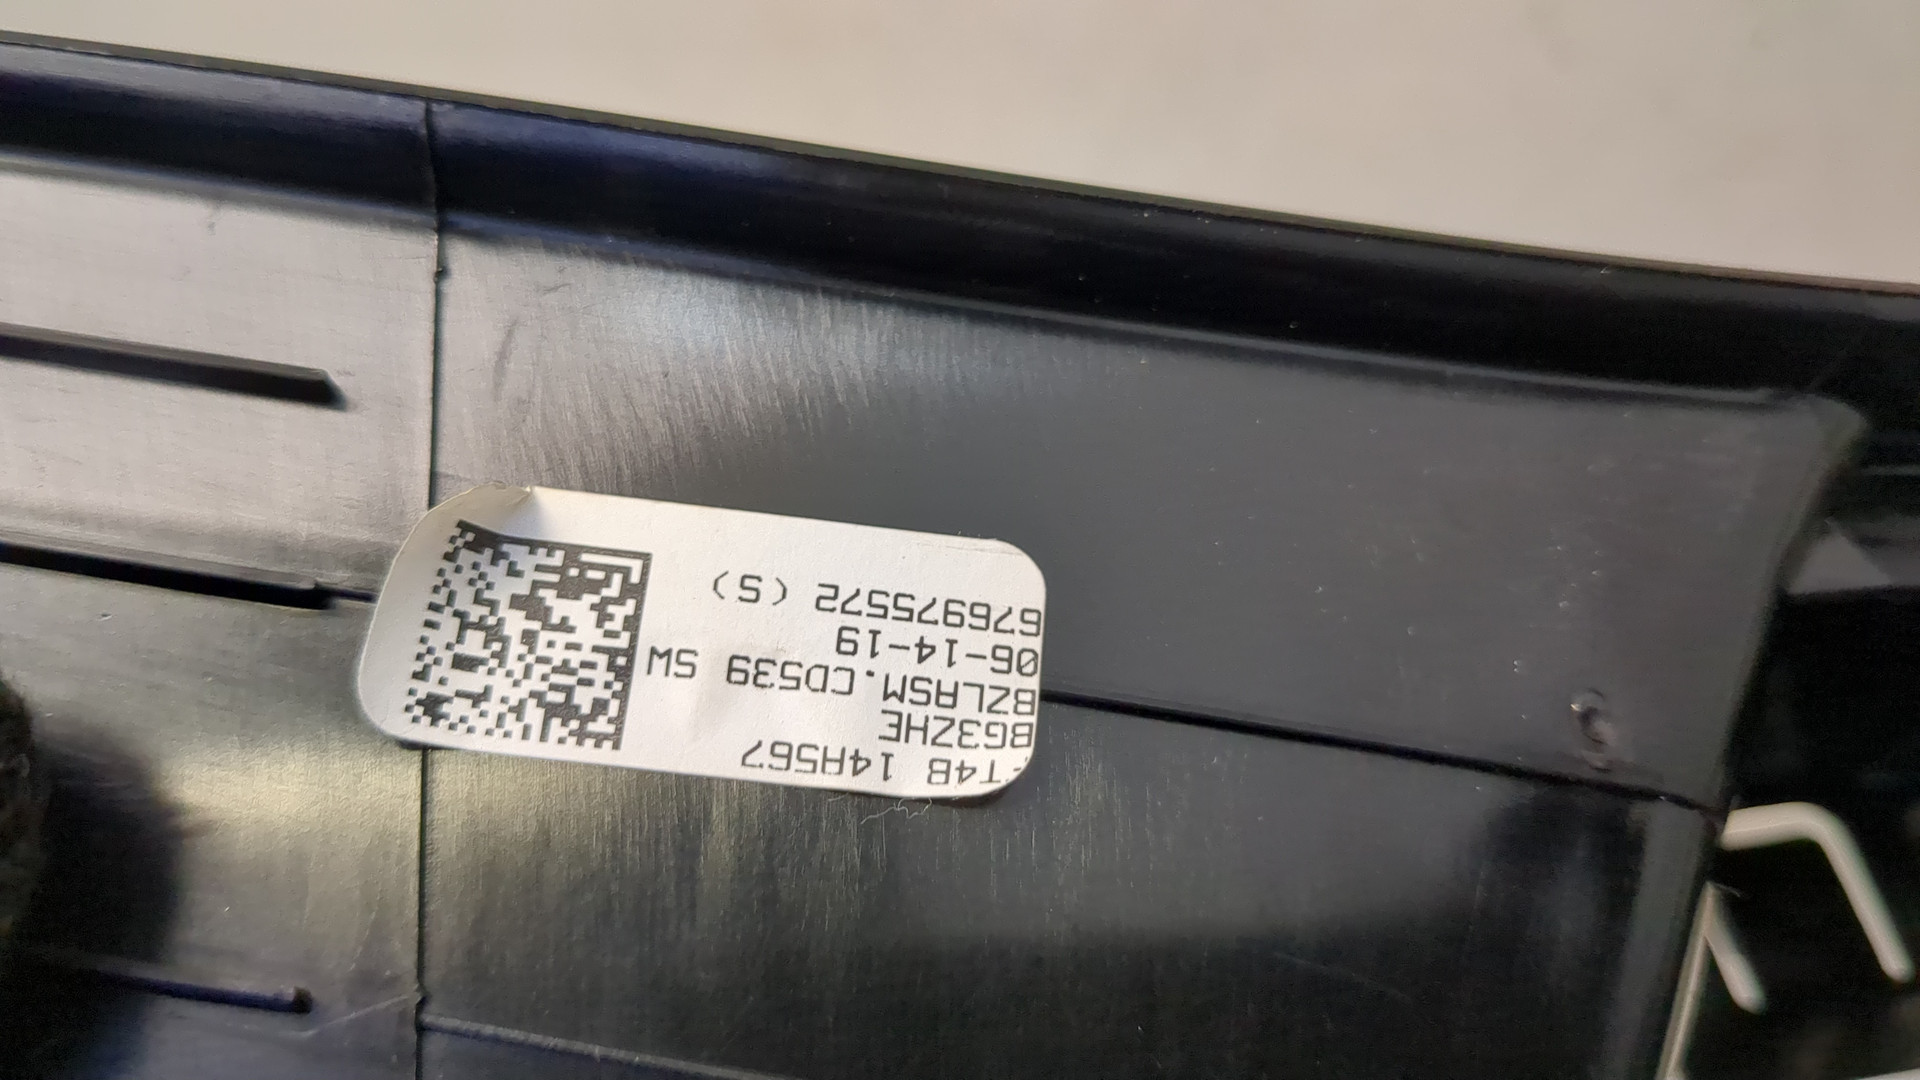 -T4B 14A567
BG3ZHE
BZLASM.CD539 SW
06-14-19
676975572 (S)